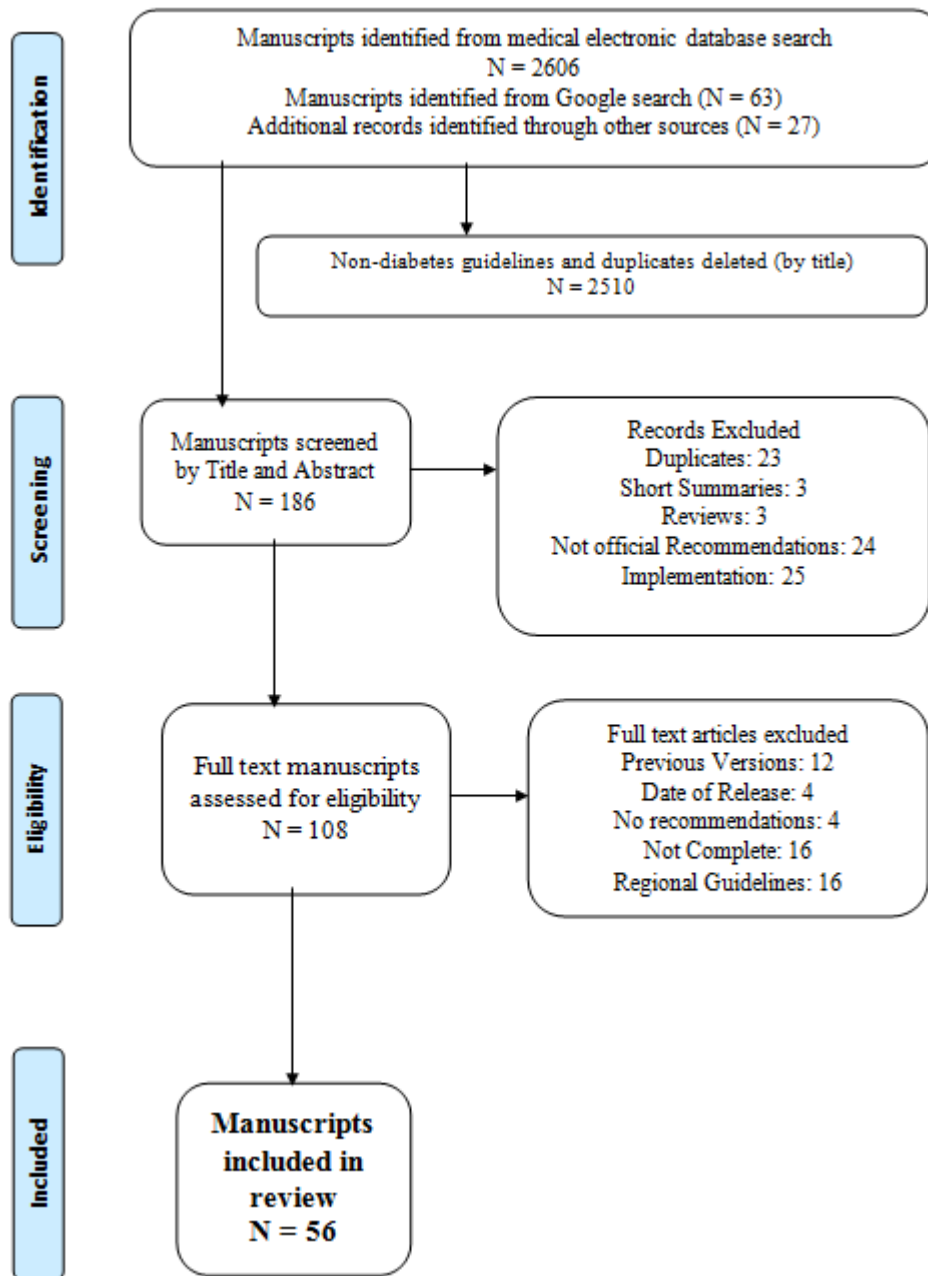 Identification
Manuscripts identified from medical electronic database search
N = 2606
Manuscripts identified from Google search (N = 63)
Additional records identified through other sources (N = 27)
Non-diabetes guidelines and duplicates deleted (by title)
N = 2510
Screening
Manuscripts screened
by Title and Abstract
N = 186
Records Excluded
Duplicates: 23
Short Summaries: 3
Reviews: 3
Not official Recommendations: 24
Implementation: 25
Eligibility
Full text manuscripts
assessed for eligibility
N = 108
Full text articles excluded
Previous Versions: 12
Date of Release: 4
No recommendations: 4
Not Complete: 16
Regional Guidelines: 16
Included
Manuscripts
included in
review
N = 56